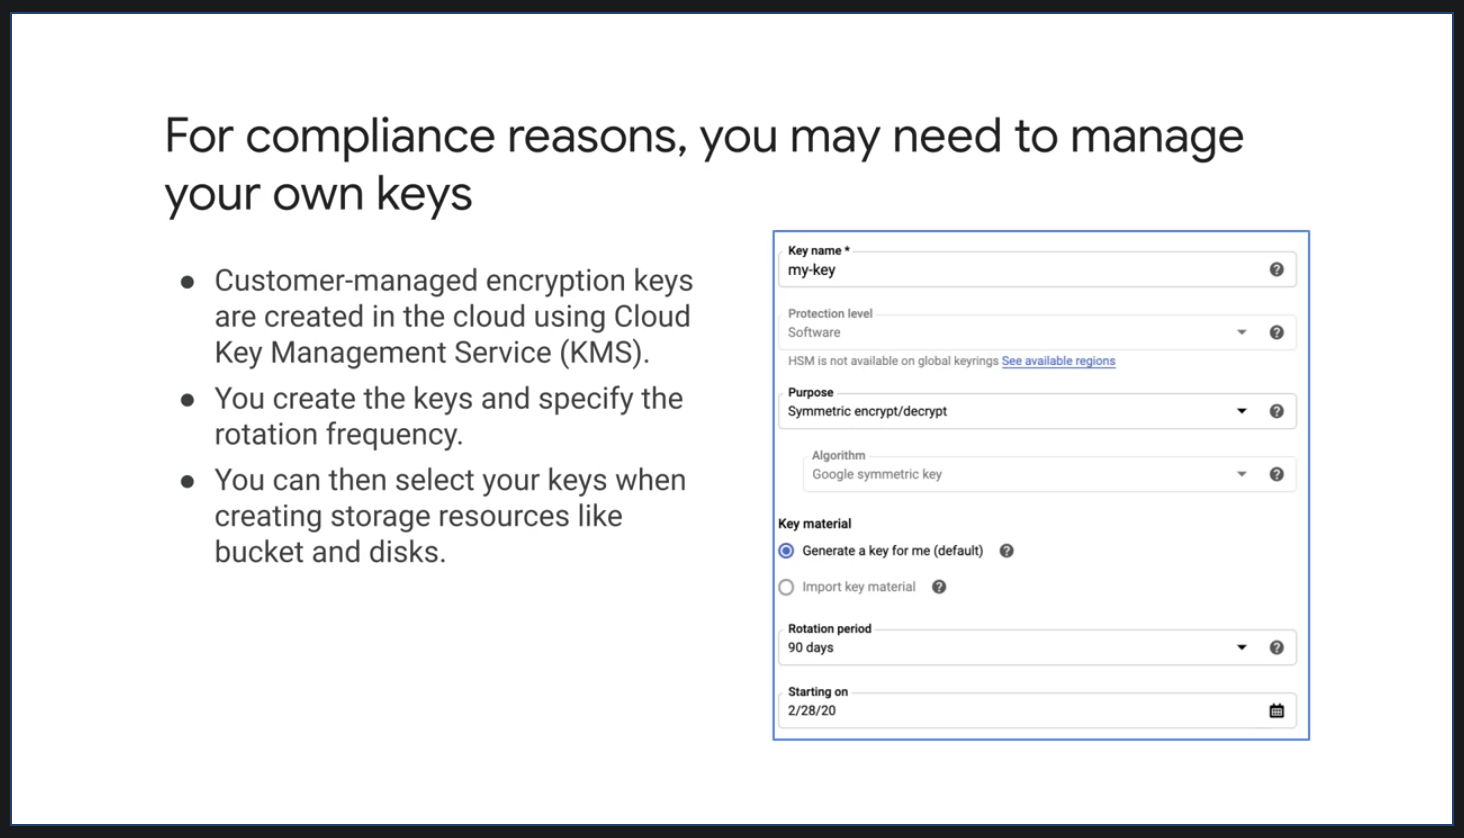 For compliance reasons, you may need to manage
your own keys
● Customer-managed encryption keys
are created in the cloud using Cloud
Key Management Service (KMS).
● You create the keys and specify the
rotation frequency.
● You can then select your keys when
creating storage resources like
bucket and disks.
Key name *
my-key
Protection level
Software
HSM is not available on global keyrings See available regions
Purpose
Symmetric encrypt/decrypt
Algorithm
Google symmetric key
Key material
Generate a key for me (default)
Import key material
Rotation period
90 days
Starting on
2/28/20